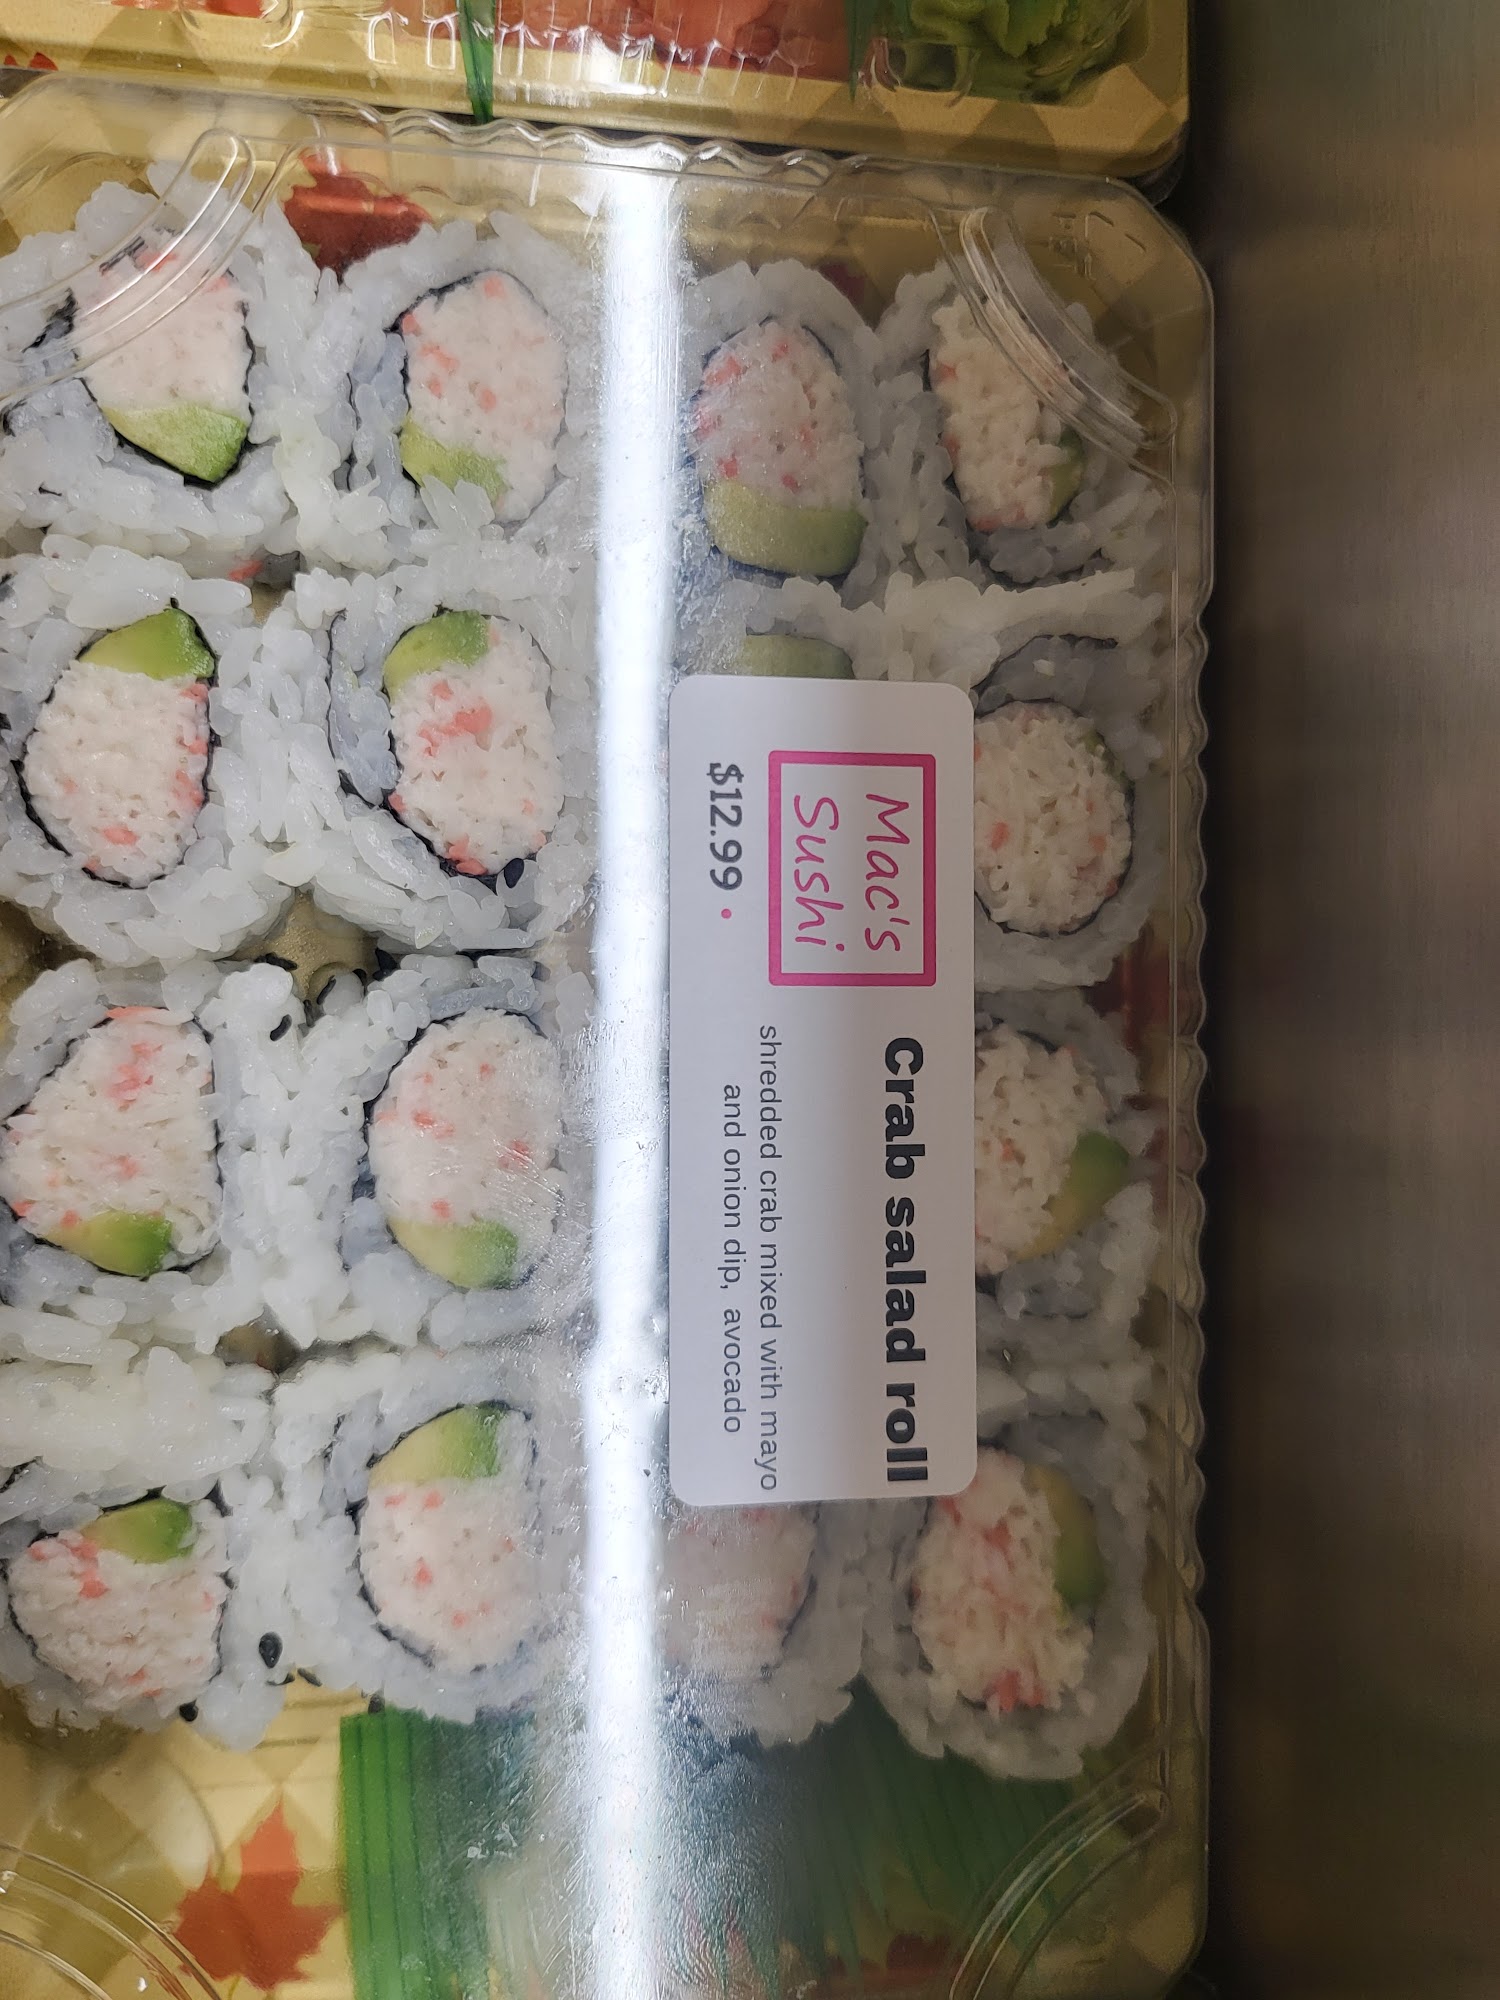 Mac's
Sushi
Crab salad roll
$12.99 •
shredded crab mixed with mayo
and onion dip, avocado